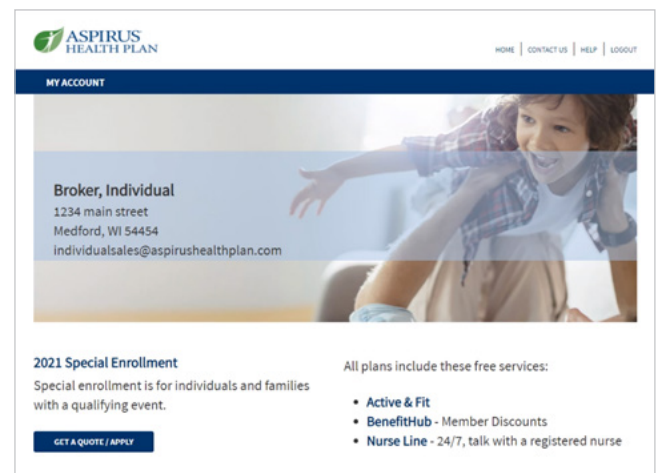 ASPIRUS
HEALTH PLAN
HOME | CONTACT US | HELP | LOGOUT
MY ACCOUNT
Broker, Individual
1234 main street
Medford, WI 54454
individualsales@aspirushealthplan.com
2021 Special Enrollment
Special enrollment is for individuals and families
with a qualifying event.
GET A QUOTE / APPLY
All plans include these free services:
• Active & Fit
• BenefitHub - Member Discounts
• Nurse Line - 24/7, talk with a registered nurse